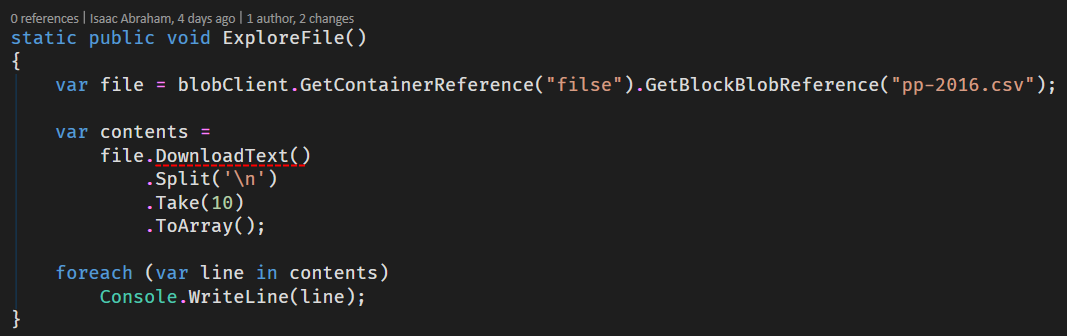 0 references | Isaac Abraham, 4 days ago | 1 author, 2 changes
static public void ExploreFile()
{
    var file = blobClient.GetContainerReference("filse").GetBlockBlobReference("pp-2016.csv");
    var contents =
        file.DownloadText()
            .Split('\n')
            .Take(10)
            .ToArray();
    foreach (var line in contents)
        Console.WriteLine(line);
}